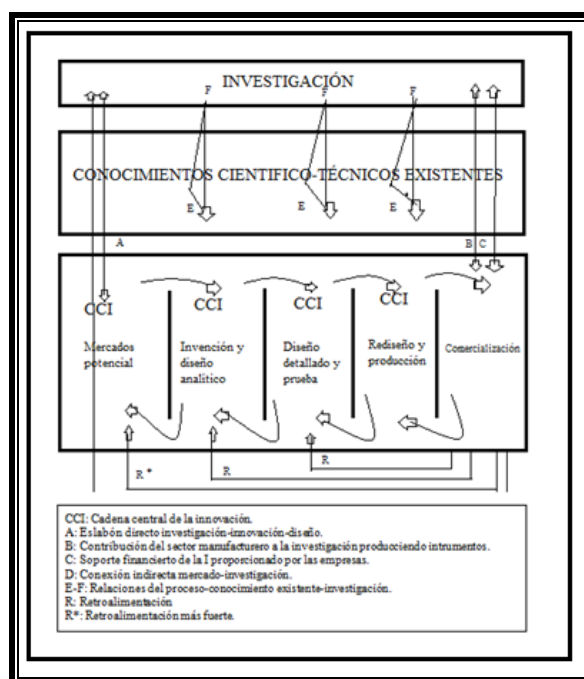 INVESTIGACIÓN
F
F
F
CONOCIMIENTOS CIENTIFICO-TÉCNICOS EXISTENTES
E
E
E
A
B
C
CCI
CCI
CCI
CCI
Mercados
potencial
Invención y
diseño
analítico
Diseño
detallado y
prueba
Rediseño y
producción
Comercialización
R *
R
R
CCI: Cadena central de la innovación.
A: Eslabón directo investigación-innovación-diseño.
B: Contribución del sector manufacturero a la investigación produciendo intrumentos.
C: Soporte financierto de la I proporcionado por las empresas.
D: Conexión indirecta mercado-investigación.
E-F: Relaciones del proceso-conocimiento existente-investigación.
R: Retroalimentación
R*: Retroalimentación más fuerte.